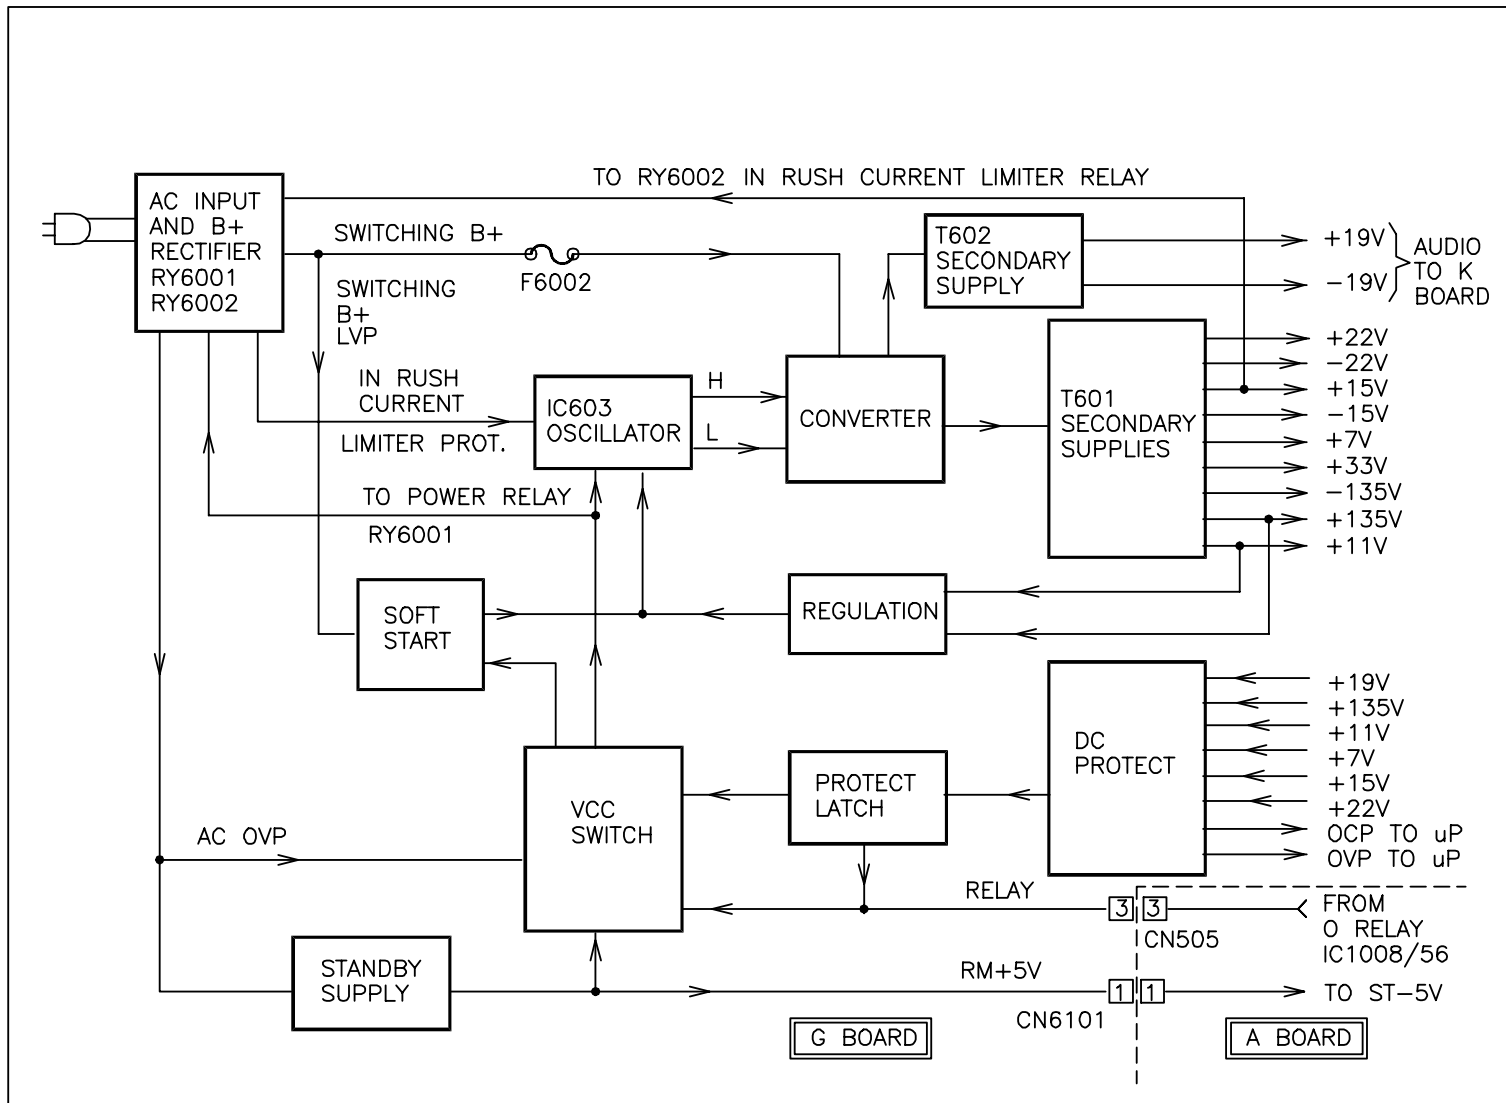 TO RY6002 IN RUSH CURRENT LIMITER RELAY
AC INPUT
AND B+
RECTIFIER
RY6001
RY6002
SWITCHING B+
F6002
SWITCHING
B+
LVP
T602
SECONDARY
SUPPLY
+19V
-19V
AUDIO
TO K
BOARD
IN RUSH
CURRENT
LIMITER PROT.
IC603
OSCILLATOR
H
L
CONVERTER
T601
SECONDARY
SUPPLIES
+22V
-22V
+15V
-15V
+7V
+33V
-135V
+135V
+11V
TO POWER RELAY
RY6001
SOFT
START
REGULATION
VCC
SWITCH
PROTECT
LATCH
DC
PROTECT
+19V
+135V
+11V
+7V
+15V
+22V
OCP TO uP
OVP TO uP
AC OVP
RELAY
3 3
CN505
FROM
O RELAY
IC1008/56
STANDBY
SUPPLY
RM+5V
1 1
CN6101
TO ST-5V
G BOARD
A BOARD